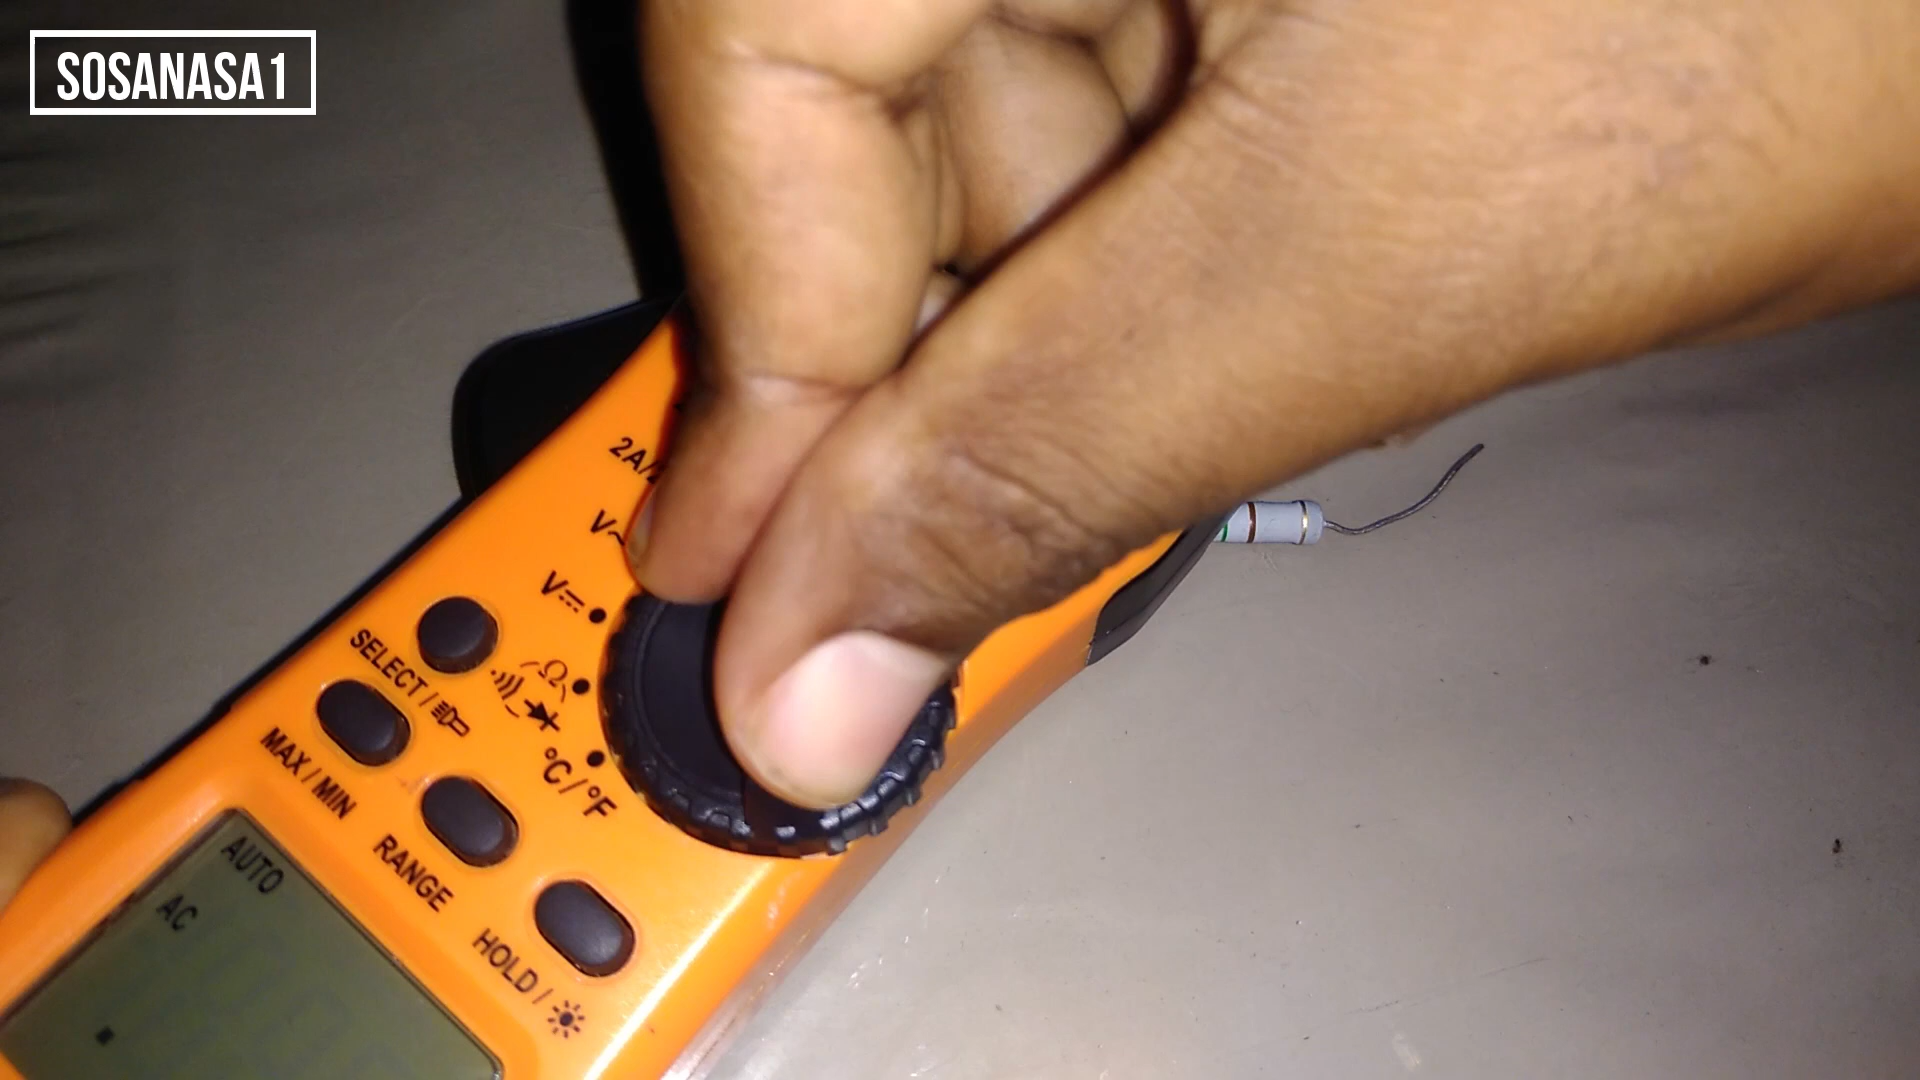 SOSANASA1
2A/
V~
V⎓
Ω
SELECT /
MAX / MIN
°C/°F
RANGE
HOLD /
AUTO
AC